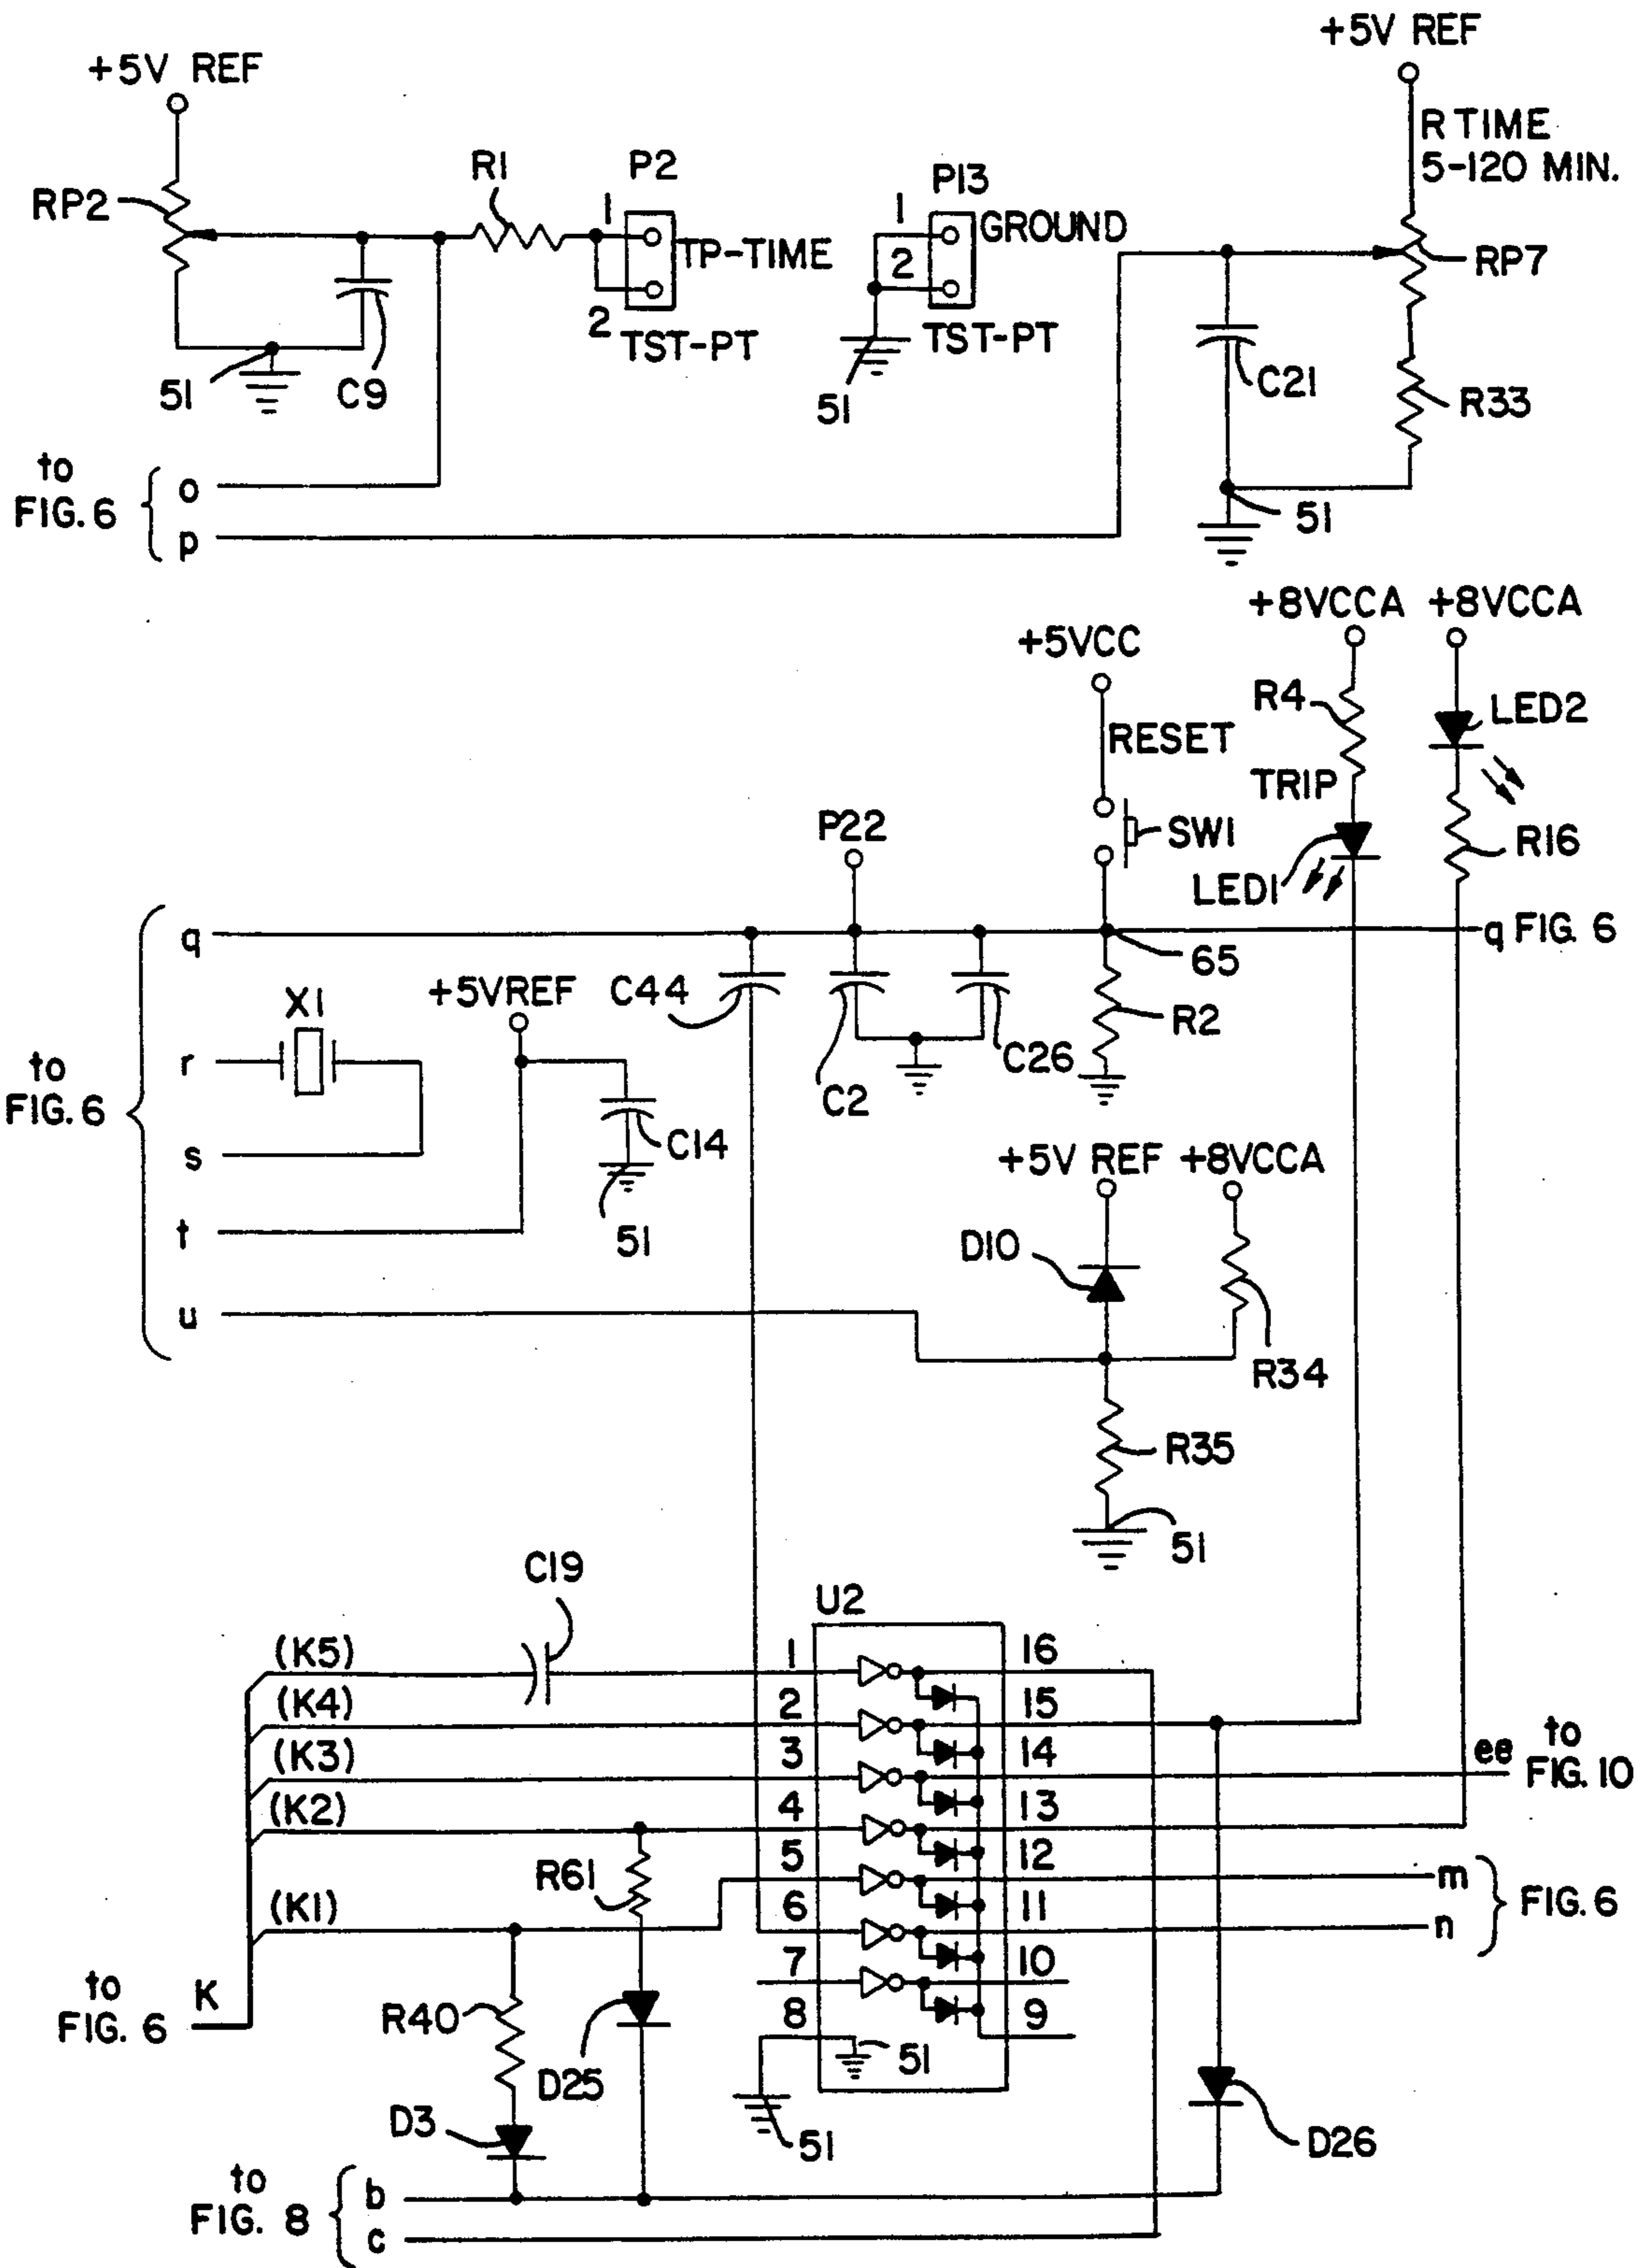 +5V REF
+5V REF
R TIME
5-120 MIN.
R1
P2
P13
RP2
1
TP-TIME
1
GROUND
2
RP7
2
TST-PT
TST-PT
51
C9
51
C21
R33
to
FIG. 6
o
p
51
+8VCCA
+8VCCA
+5VCC
R4
LED2
RESET
TRIP
P22
SW1
R16
LED1
q
65
q FIG. 6
X1
+5VREF
C44
R2
to
FIG. 6
r
C2
C26
s
C14
+5V REF
+8VCCA
t
51
D10
u
R34
R35
51
C19
U2
(K5)
1
16
(K4)
2
15
(K3)
3
14
ee
to
FIG. 10
(K2)
4
13
R61
5
12
m
(K1)
6
11
n
FIG. 6
7
10
to
FIG. 6
K
R40
8
9
D25
51
D3
51
D26
to
FIG. 8
b
c